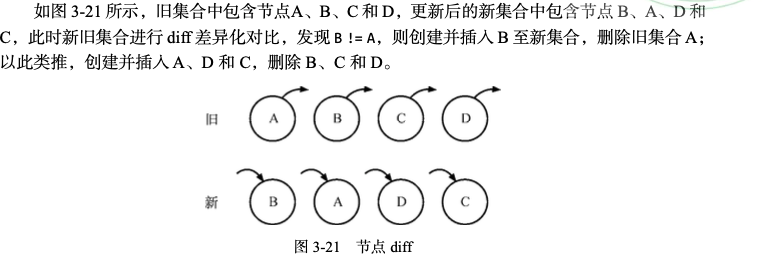 如图 3-21 所示，旧集合中包含节点A、B、C 和 D，更新后的新集合中包含节点 B、A、D 和
C，此时新旧集合进行 diff 差异化对比，发现 B != A，则创建并插入 B 至新集合，删除旧集合 A；
以此类推，创建并插入 A、D 和 C，删除 B、C 和 D。
旧 A B C D
新 B A D C
图 3-21 节点 diff